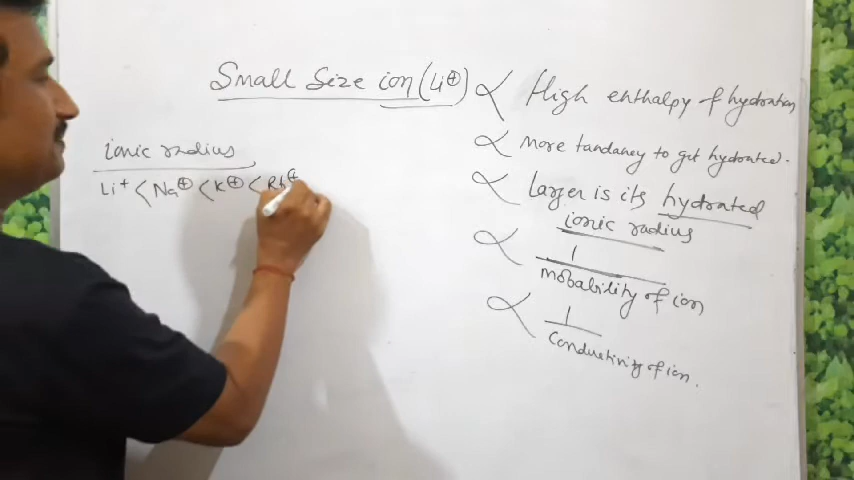 Small Size ion (Li⊕) ∝ High enthalpy of hydration
∝ more tandancy to get hydrated.
∝ larger is its hydrated
ionic radius
∝ 1
mobability of ion
∝ 1
Conductivity of ion.
ionic radius
Li⁺ < Na⊕ < K⊕ < Rb⊕